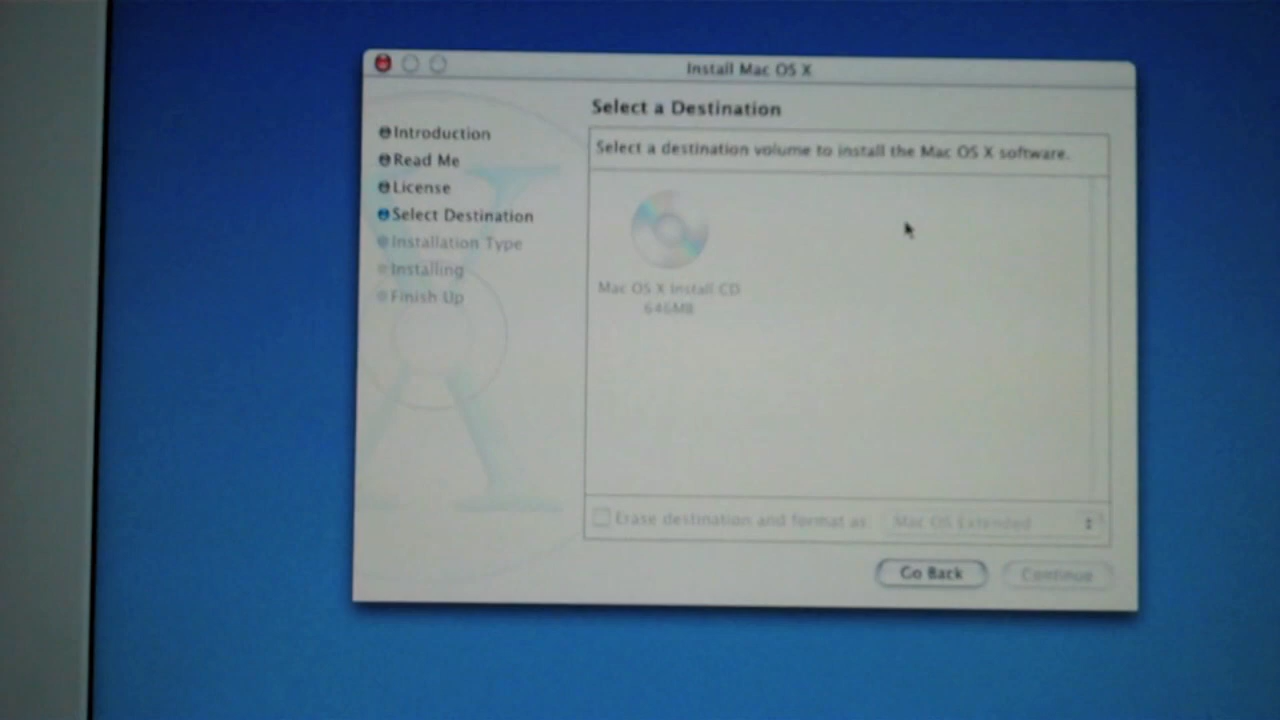 Install Mac OS X
Select a Destination
Introduction
Read Me
License
Select Destination
Installation Type
Installing
Finish Up
Select a destination volume to install the Mac OS X software.
Mac OS X Install CD
646MB
Erase destination and format as:
Mac OS Extended
Go Back
Continue